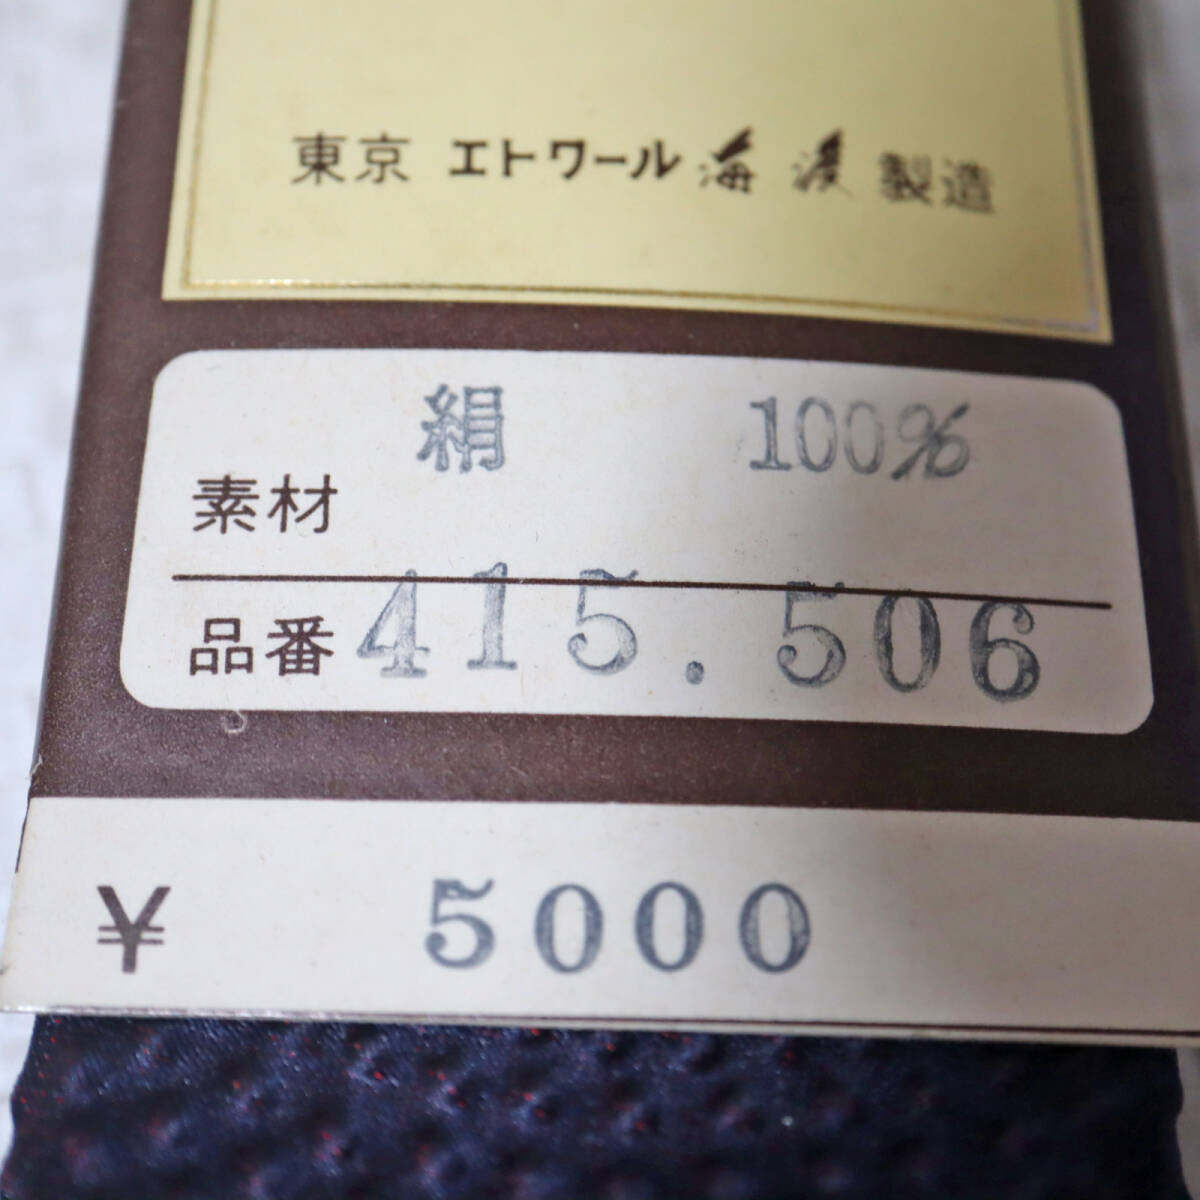 東京 エトワール 海渡 製造
絹 100%
素材
品番 415.506
¥ 5000